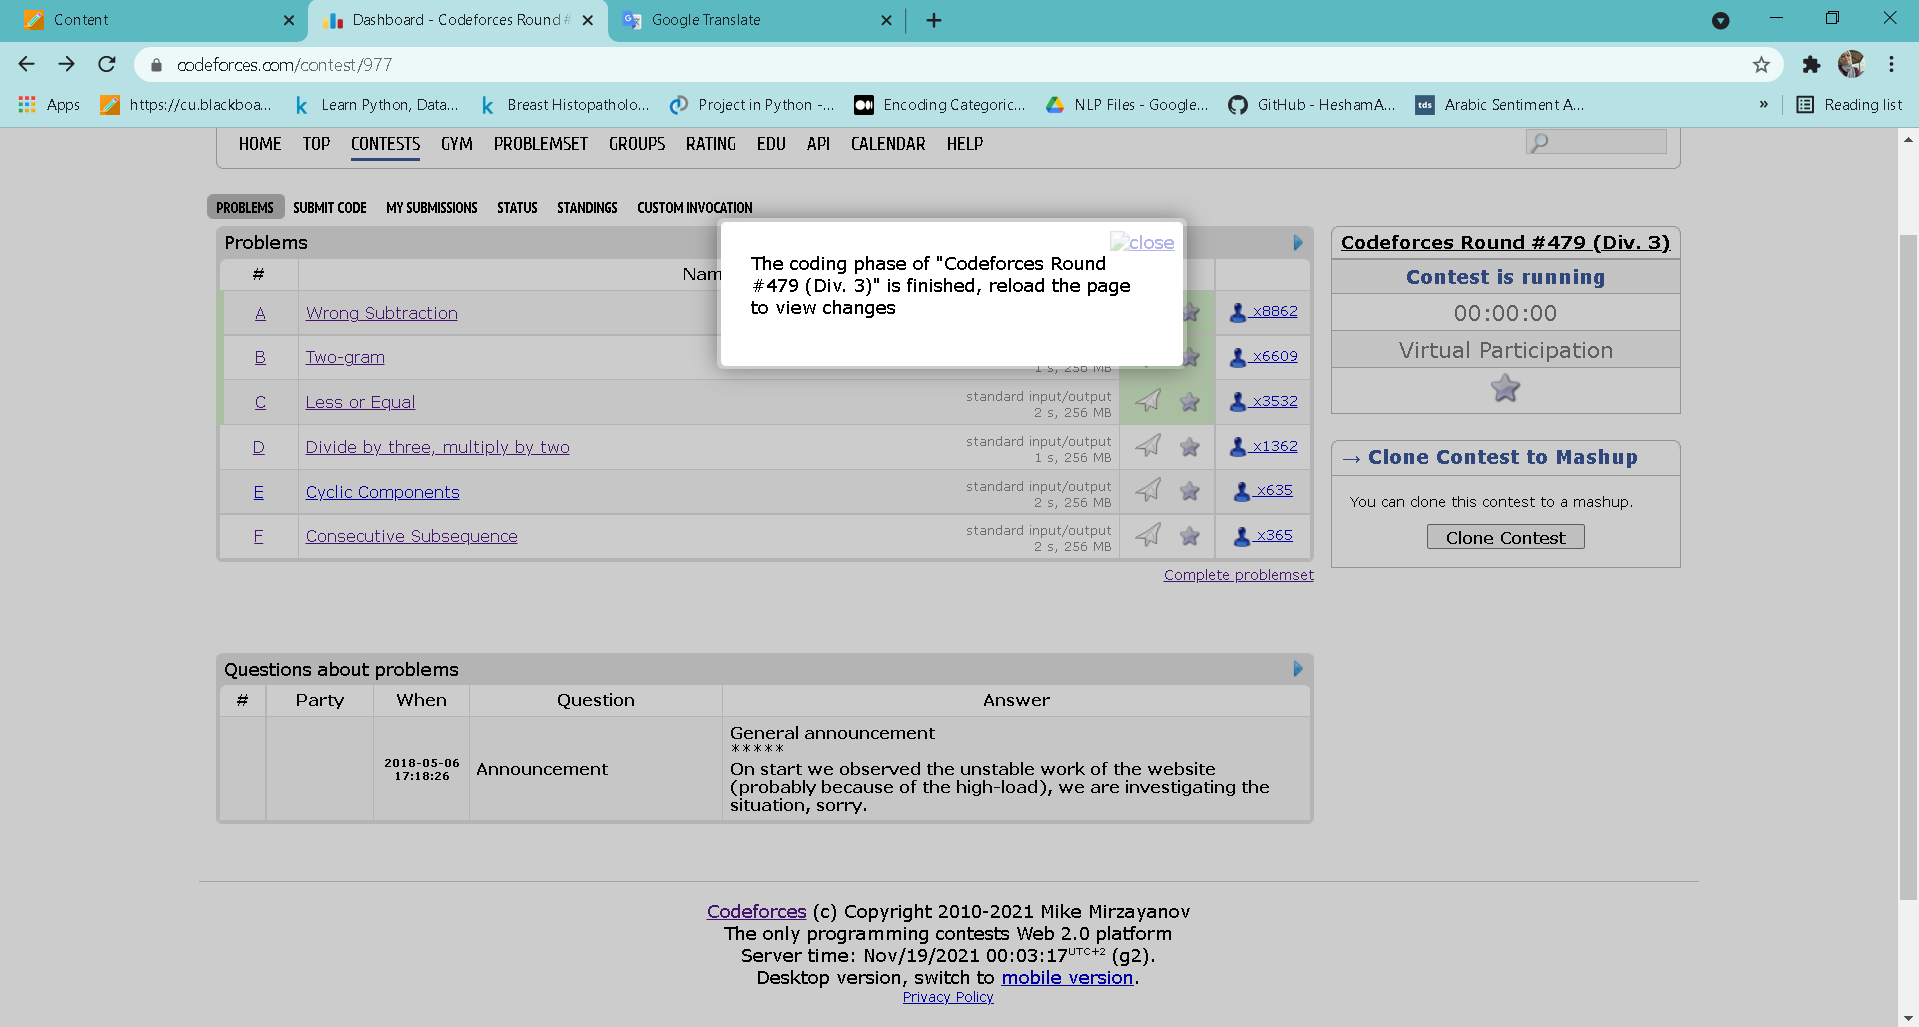 Content
Dashboard - Codeforces Round #
Google Translate
codeforces.com/contest/977
Apps
https://cu.blackboa...
Learn Python, Data...
Breast Histopatholo...
Project in Python -...
Encoding Categoric...
NLP Files - Google...
GitHub - HeshamA...
tds
Arabic Sentiment A...
»
Reading list
HOME TOP CONTESTS GYM PROBLEMSET GROUPS RATING EDU API CALENDAR HELP
PROBLEMS SUBMIT CODE MY SUBMISSIONS STATUS STANDINGS CUSTOM INVOCATION
close
The coding phase of "Codeforces Round
#479 (Div. 3)" is finished, reload the page
to view changes
Problems
# Nam
A Wrong Subtraction x8862
B Two-gram 1 s, 256 MB x6609
C Less or Equal standard input/output
2 s, 256 MB x3532
D Divide by three, multiply by two standard input/output
1 s, 256 MB x1362
E Cyclic Components standard input/output
2 s, 256 MB x635
F Consecutive Subsequence standard input/output
2 s, 256 MB x365
Complete problemset
Codeforces Round #479 (Div. 3)
Contest is running
00:00:00
Virtual Participation
→ Clone Contest to Mashup
You can clone this contest to a mashup.
Clone Contest
Questions about problems
# Party When Question Answer
2018-05-06
17:18:26
Announcement
General announcement
*****
On start we observed the unstable work of the website
(probably because of the high-load), we are investigating the
situation, sorry.
Codeforces (c) Copyright 2010-2021 Mike Mirzayanov
The only programming contests Web 2.0 platform
Server time: Nov/19/2021 00:03:17UTC+2 (g2).
Desktop version, switch to mobile version.
Privacy Policy